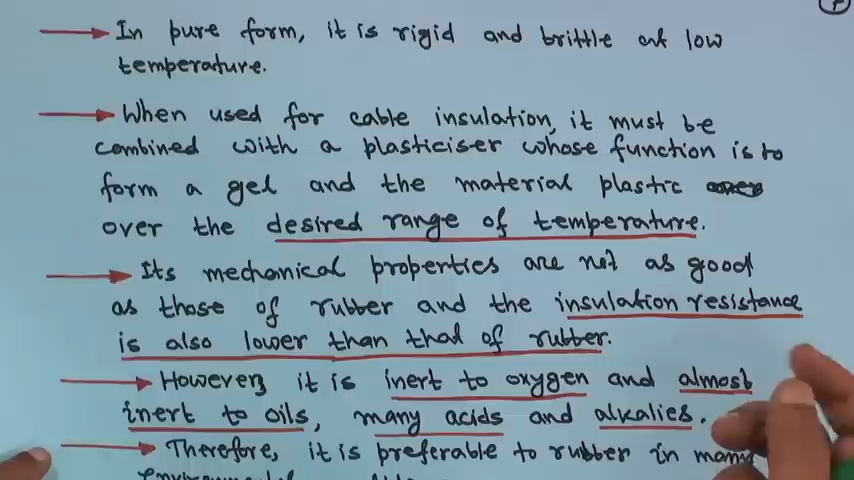 In pure form, it is rigid and brittle at low
temperature.
When used for cable insulation, it must be
combined with a plasticiser whose function is to
form a gel and the material plastic
over the desired range of temperature.
Its mechanical properties are not as good
as those of rubber and the insulation resistance
is also lower than that of rubber.
However, it is inert to oxygen and almost
inert to oils, many acids and alkalies.
Therefore, it is preferable to rubber in many